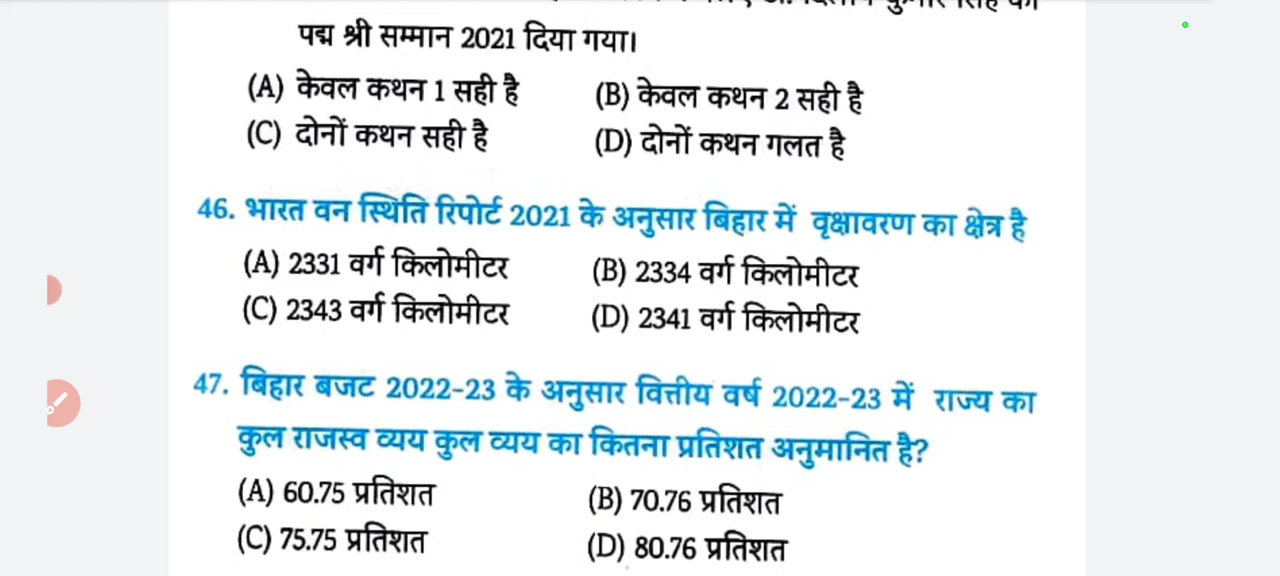 पद्म श्री सम्मान 2021 दिया गया।
(A) केवल कथन 1 सही है (B) केवल कथन 2 सही है
(C) दोनों कथन सही है (D) दोनों कथन गलत है
46. भारत वन स्थिति रिपोर्ट 2021 के अनुसार बिहार में वृक्षावरण का क्षेत्र है
(A) 2331 वर्ग किलोमीटर (B) 2334 वर्ग किलोमीटर
(C) 2343 वर्ग किलोमीटर (D) 2341 वर्ग किलोमीटर
47. बिहार बजट 2022-23 के अनुसार वित्तीय वर्ष 2022-23 में राज्य का
कुल राजस्व व्यय कुल व्यय का कितना प्रतिशत अनुमानित है?
(A) 60.75 प्रतिशत (B) 70.76 प्रतिशत
(C) 75.75 प्रतिशत (D) 80.76 प्रतिशत